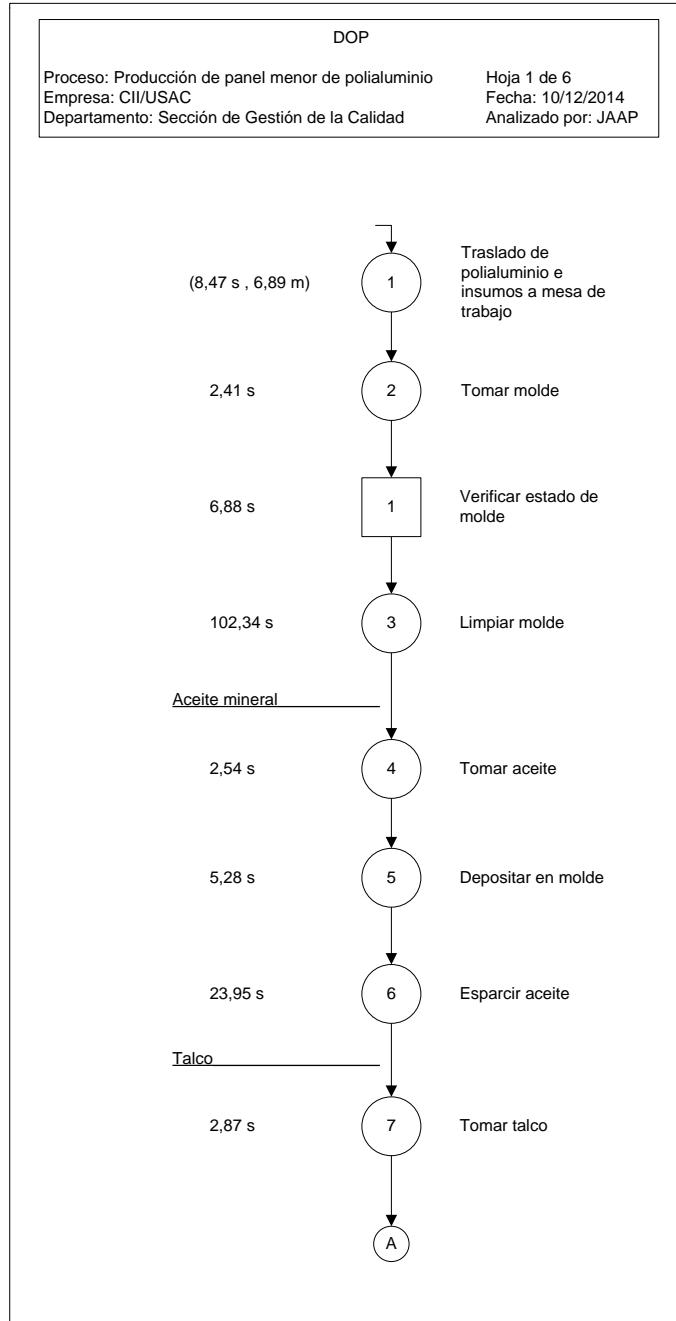 DOP
Proceso: Producción de panel menor de polialuminio Hoja 1 de 6
Empresa: CII/USAC Fecha: 10/12/2014
Departamento: Sección de Gestión de la Calidad Analizado por: JAAP
(8,47 s , 6,89 m)
1
Traslado de
polialuminio e
insumos a mesa de
trabajo
2,41 s
2
Tomar molde
6,88 s
1
Verificar estado de
molde
102,34 s
3
Limpiar molde
Aceite mineral
2,54 s
4
Tomar aceite
5,28 s
5
Depositar en molde
23,95 s
6
Esparcir aceite
Talco
2,87 s
7
Tomar talco
A